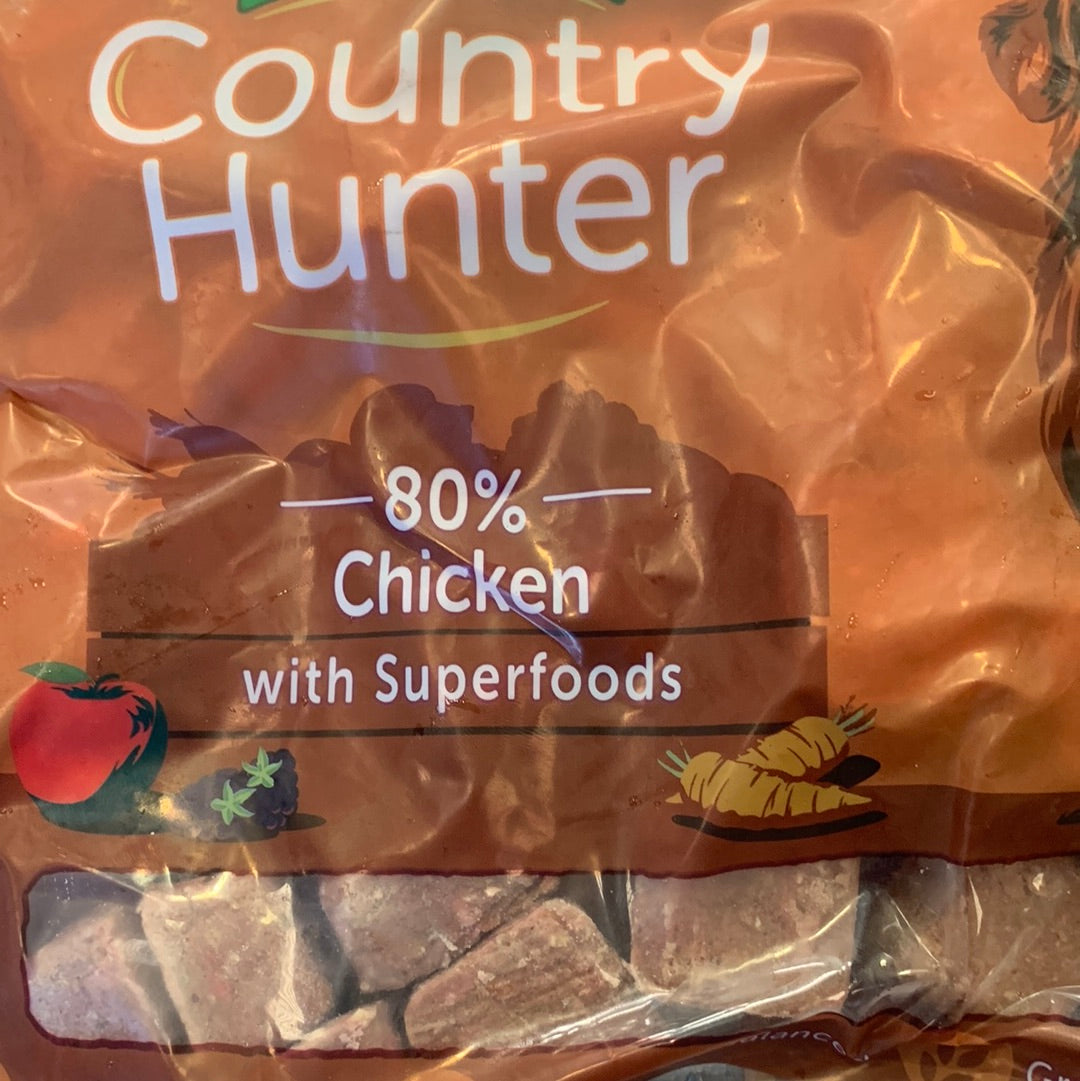 Country
Hunter
80%
Chicken
with Superfoods